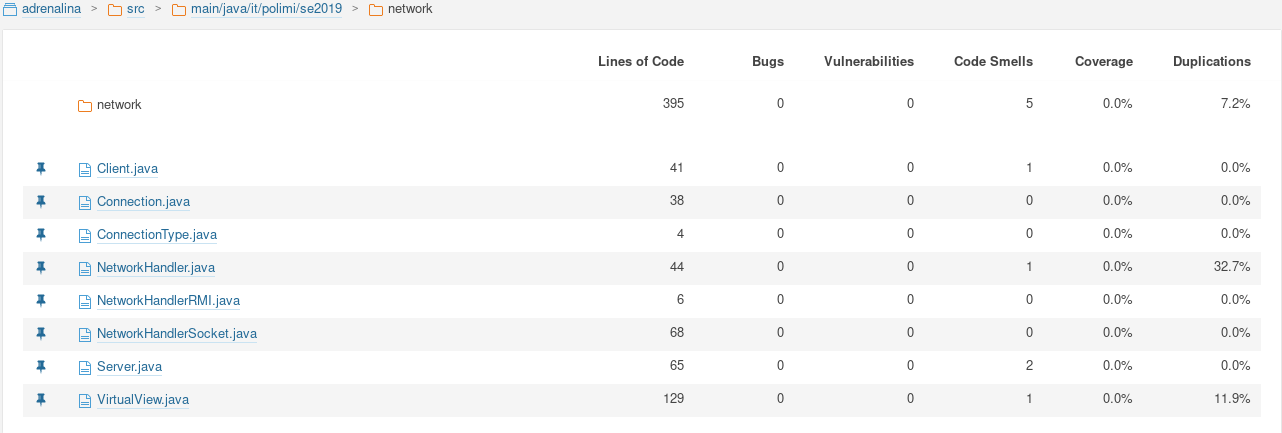 adrenalina > src > main/java/it/polimi/se2019 > network
Lines of Code Bugs Vulnerabilities Code Smells Coverage Duplications
network 395 0 0 5 0.0% 7.2%
Client.java 41 0 0 1 0.0% 0.0%
Connection.java 38 0 0 0 0.0% 0.0%
ConnectionType.java 4 0 0 0 0.0% 0.0%
NetworkHandler.java 44 0 0 1 0.0% 32.7%
NetworkHandlerRMI.java 6 0 0 0 0.0% 0.0%
NetworkHandlerSocket.java 68 0 0 0 0.0% 0.0%
Server.java 65 0 0 2 0.0% 0.0%
VirtualView.java 129 0 0 1 0.0% 11.9%